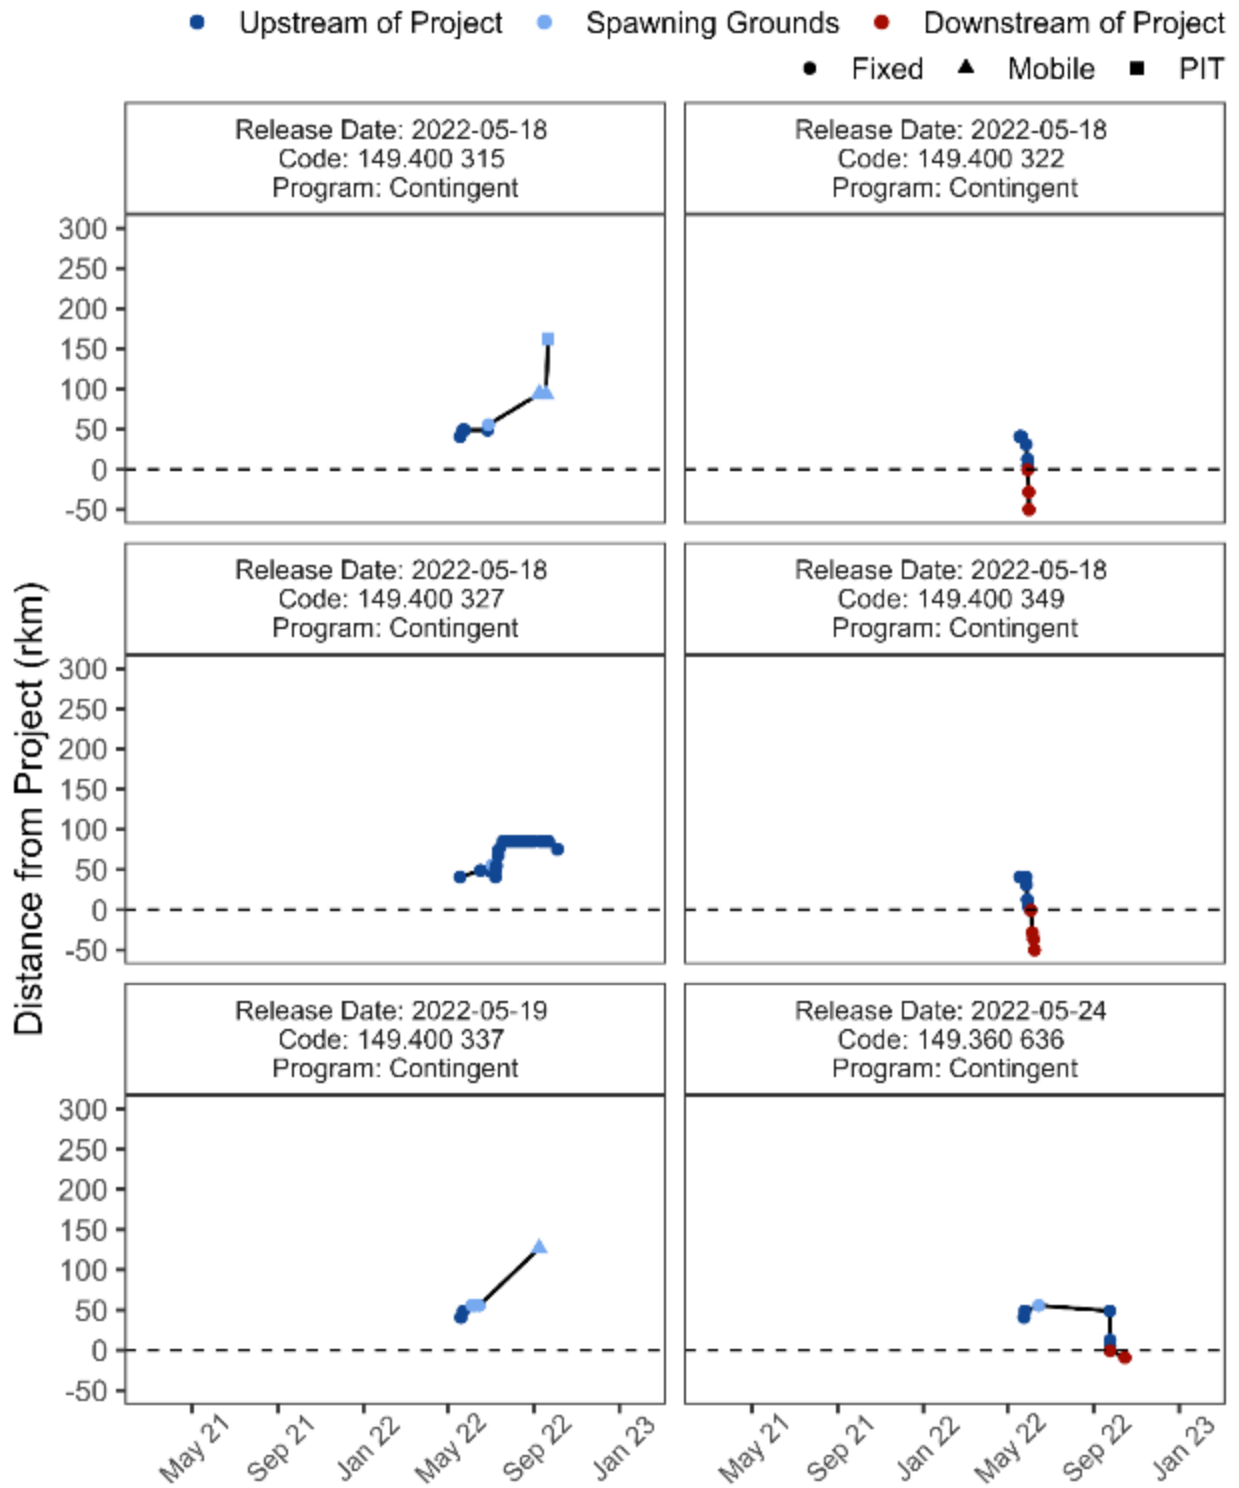 Upstream of Project Spawning Grounds Downstream of Project
Fixed Mobile PIT
Release Date: 2022-05-18
Code: 149.400 315
Program: Contingent
Release Date: 2022-05-18
Code: 149.400 322
Program: Contingent
300
250
200
150
100
50
0
-50
Release Date: 2022-05-18
Code: 149.400 327
Program: Contingent
Release Date: 2022-05-18
Code: 149.400 349
Program: Contingent
300
250
200
150
100
50
0
-50
Distance from Project (rkm)
Release Date: 2022-05-19
Code: 149.400 337
Program: Contingent
Release Date: 2022-05-24
Code: 149.360 636
Program: Contingent
300
250
200
150
100
50
0
-50
May 21 Sep 21 Jan 22 May 22 Sep 22 Jan 23
May 21 Sep 21 Jan 22 May 22 Sep 22 Jan 23